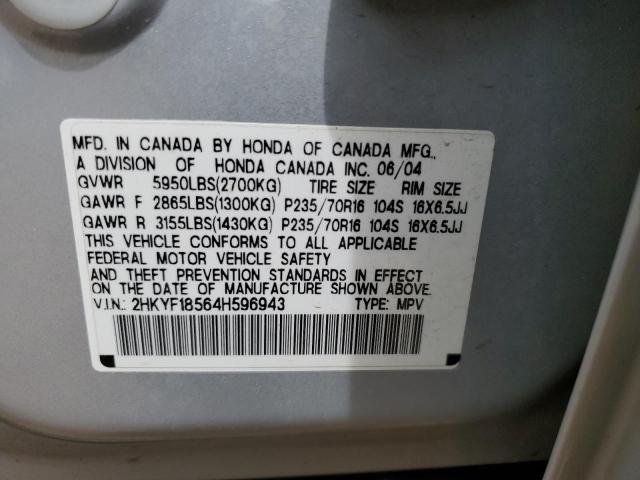 MFD. IN CANADA BY HONDA OF CANADA MFG.,
A DIVISION OF HONDA CANADA INC. 06/04
GVWR 5950LBS(2700KG) TIRE SIZE RIM SIZE
GAWR F 2865LBS(1300KG) P235/70R16 104S 16X6.5JJ
GAWR R 3155LBS(1430KG) P235/70R16 104S 16X6.5JJ
THIS VEHICLE CONFORMS TO ALL APPLICABLE
FEDERAL MOTOR VEHICLE SAFETY
AND THEFT PREVENTION STANDARDS IN EFFECT
ON THE DATE OF MANUFACTURE SHOWN ABOVE.
V.I.N.: 2HKYF18564H596943 TYPE: MPV